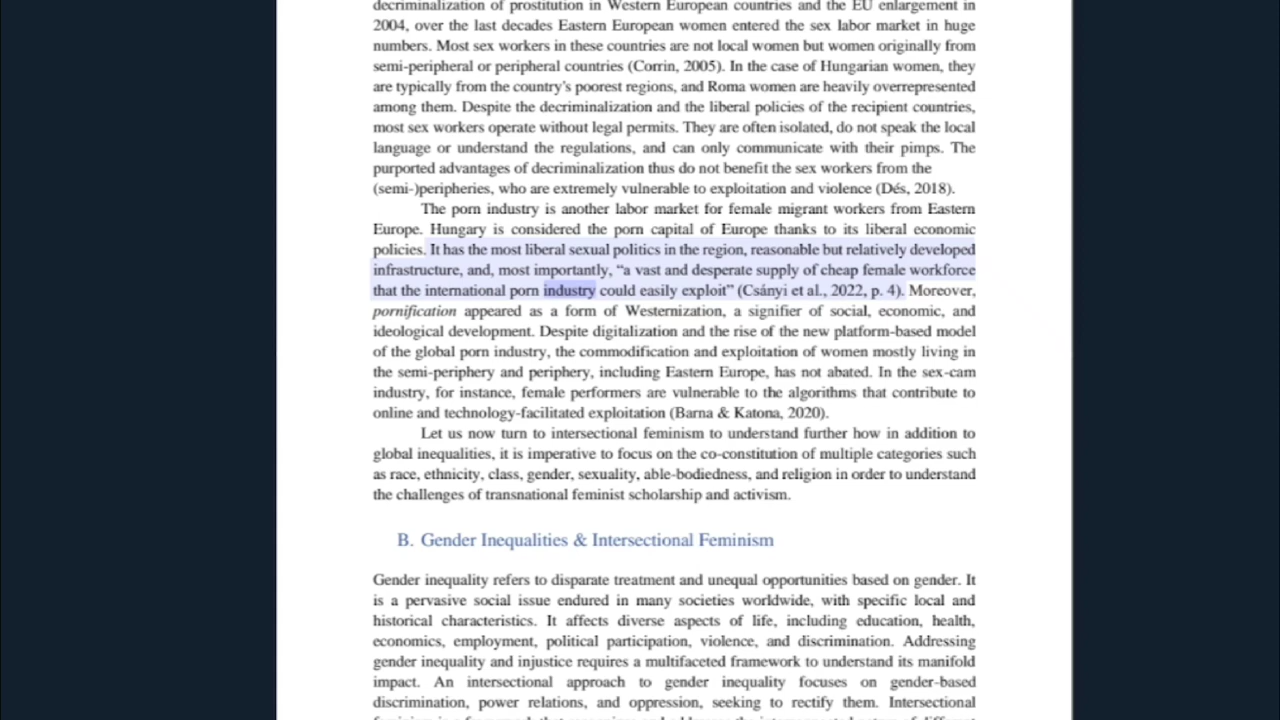 decriminalization of prostitution in Western European countries and the EU enlargement in
2004, over the last decades Eastern European women entered the sex labor market in huge
numbers. Most sex workers in these countries are not local women but women originally from
semi-peripheral or peripheral countries (Corrin, 2005). In the case of Hungarian women, they
are typically from the country's poorest regions, and Roma women are heavily overrepresented
among them. Despite the decriminalization and the liberal policies of the recipient countries,
most sex workers operate without legal permits. They are often isolated, do not speak the local
language or understand the regulations, and can only communicate with their pimps. The
purported advantages of decriminalization thus do not benefit the sex workers from the
(semi-)peripheries, who are extremely vulnerable to exploitation and violence (Dés, 2018).
The porn industry is another labor market for female migrant workers from Eastern
Europe. Hungary is considered the porn capital of Europe thanks to its liberal economic
policies. It has the most liberal sexual politics in the region, reasonable but relatively developed
infrastructure, and, most importantly, “a vast and desperate supply of cheap female workforce
that the international porn industry could easily exploit” (Csányi et al., 2022, p. 4). Moreover,
pornification appeared as a form of Westernization, a signifier of social, economic, and
ideological development. Despite digitalization and the rise of the new platform-based model
of the global porn industry, the commodification and exploitation of women mostly living in
the semi-periphery and periphery, including Eastern Europe, has not abated. In the sex-cam
industry, for instance, female performers are vulnerable to the algorithms that contribute to
online and technology-facilitated exploitation (Barna & Katona, 2020).
Let us now turn to intersectional feminism to understand further how in addition to
global inequalities, it is imperative to focus on the co-constitution of multiple categories such
as race, ethnicity, class, gender, sexuality, able-bodiedness, and religion in order to understand
the challenges of transnational feminist scholarship and activism.
B. Gender Inequalities & Intersectional Feminism
Gender inequality refers to disparate treatment and unequal opportunities based on gender. It
is a pervasive social issue endured in many societies worldwide, with specific local and
historical characteristics. It affects diverse aspects of life, including education, health,
economics, employment, political participation, violence, and discrimination. Addressing
gender inequality and injustice requires a multifaceted framework to understand its manifold
impact. An intersectional approach to gender inequality focuses on gender-based
discrimination, power relations, and oppression, seeking to rectify them. Intersectional